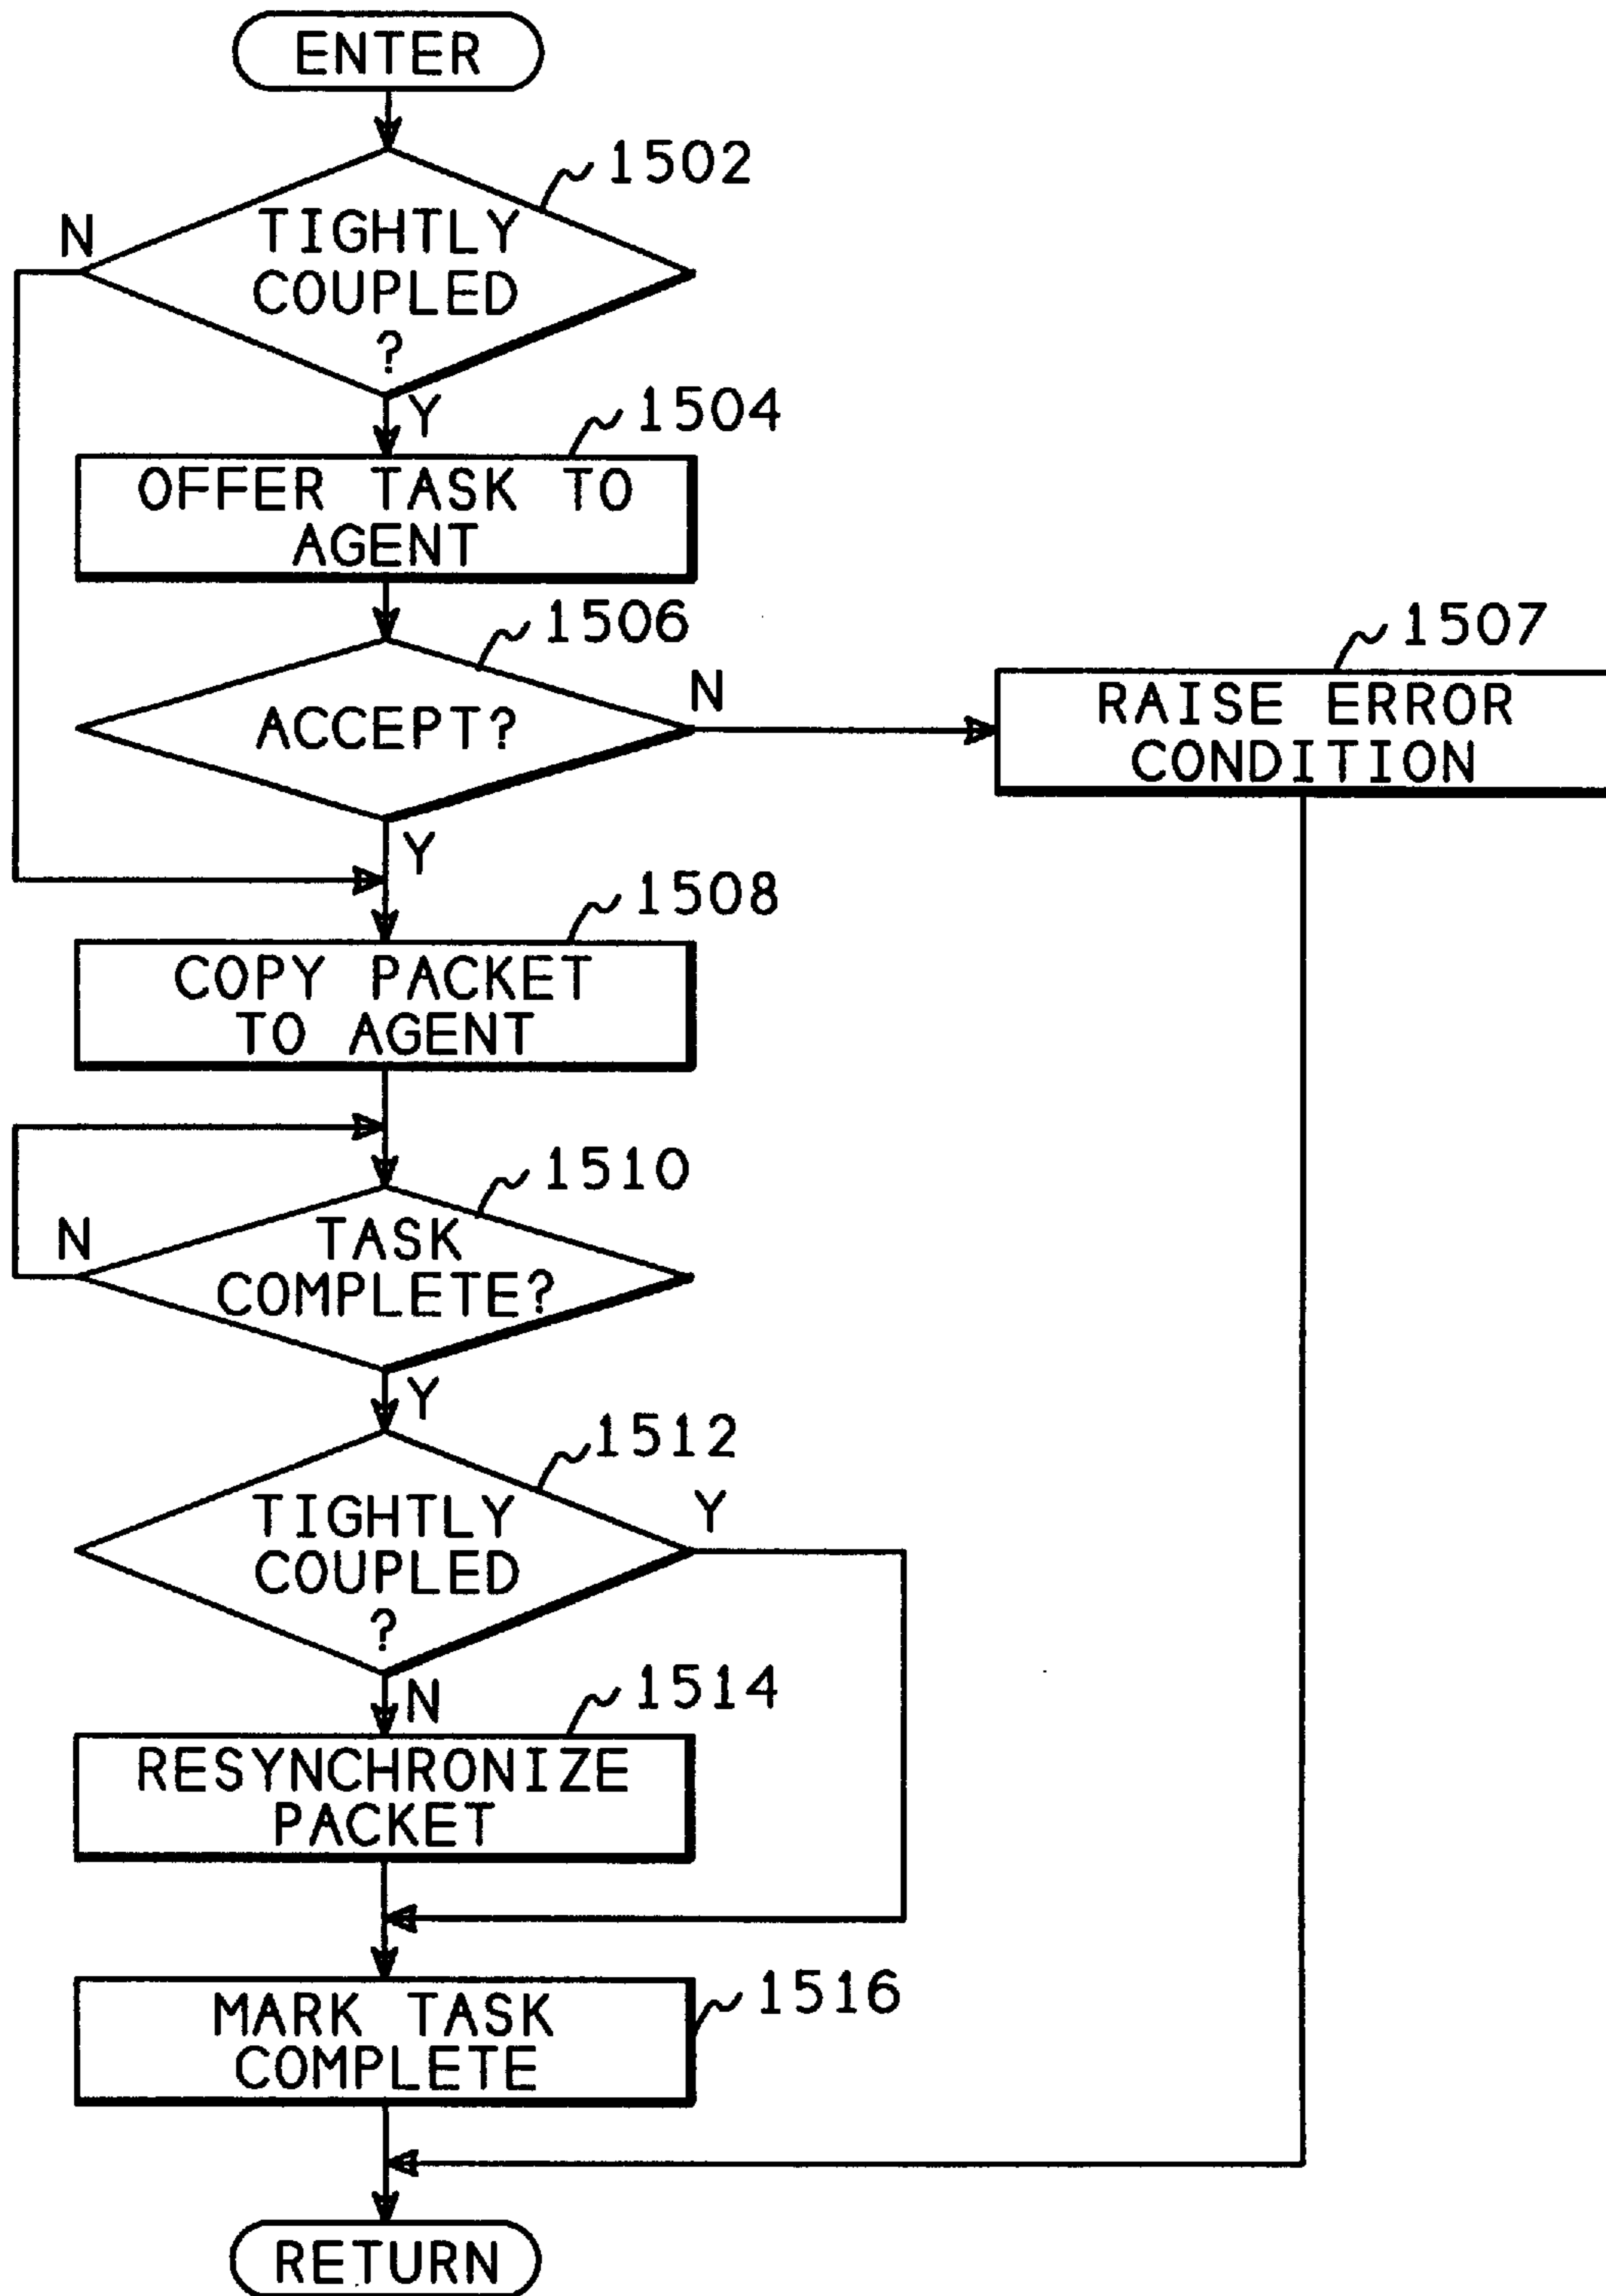 ENTER
1502
N
TIGHTLY
COUPLED
?
Y
1504
OFFER TASK TO
AGENT
1506
ACCEPT?
N
1507
RAISE ERROR
CONDITION
Y
1508
COPY PACKET
TO AGENT
1510
N
TASK
COMPLETE?
Y
1512
TIGHTLY
COUPLED
?
Y
N
1514
RESYNCHRONIZE
PACKET
1516
MARK TASK
COMPLETE
RETURN